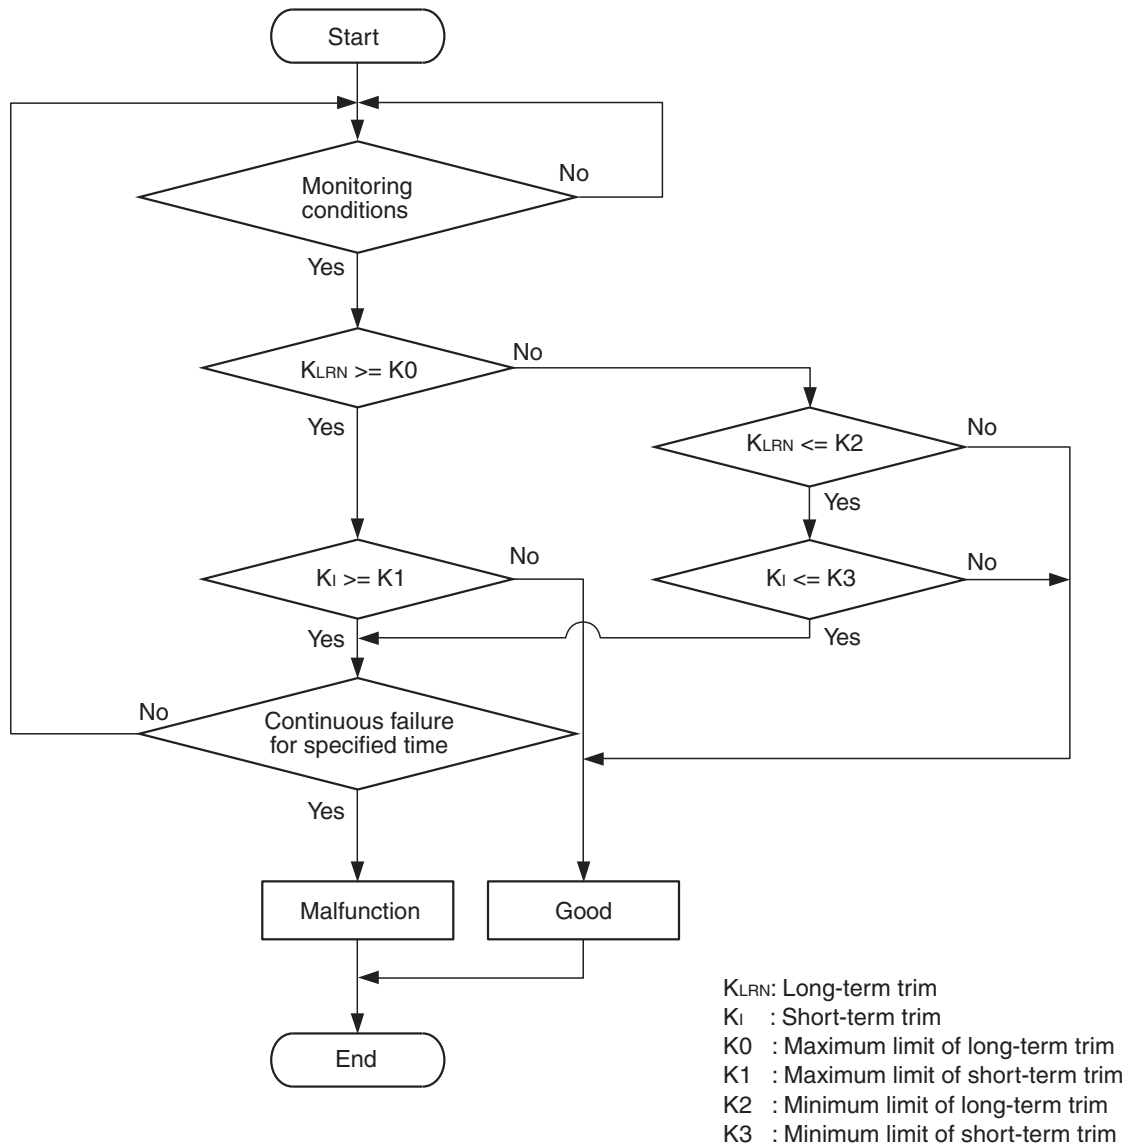 Start
No
Monitoring
conditions
Yes
KLRN >= K0
No
Yes
KLRN <= K2
No
Yes
KI >= K1
No
KI <= K3
No
Yes
Yes
No
Continuous failure
for specified time
Yes
Malfunction
Good
End
KLRN: Long-term trim
KI : Short-term trim
K0 : Maximum limit of long-term trim
K1 : Maximum limit of short-term trim
K2 : Minimum limit of long-term trim
K3 : Minimum limit of short-term trim